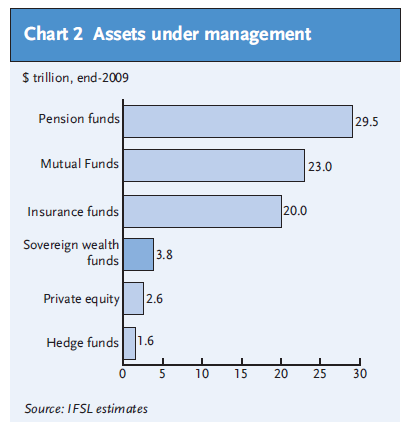 Chart 2 Assets under management
$ trillion, end-2009
Pension funds 29.5
Mutual Funds 23.0
Insurance funds 20.0
Sovereign wealth
funds 3.8
Private equity 2.6
Hedge funds 1.6
0 5 10 15 20 25 30
Source: IFSL estimates